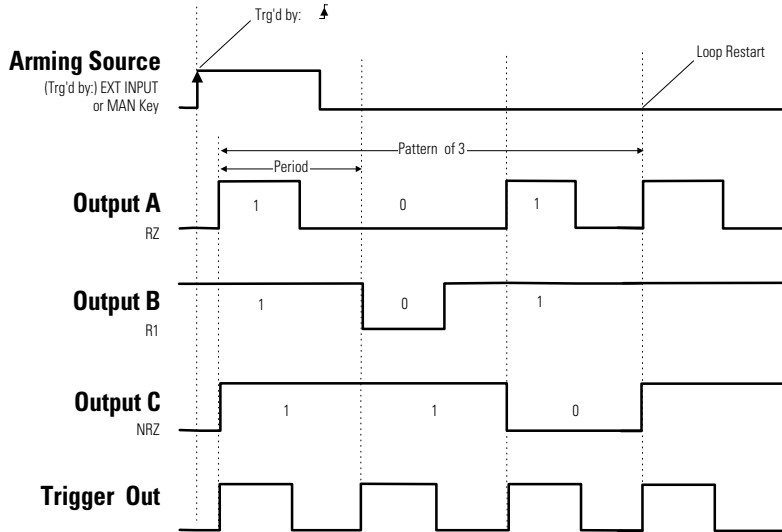 Trg'd by:
Arming Source
(Trg'd by:) EXT INPUT
or MAN Key
Loop Restart
Pattern of 3
Period
Output A
RZ
1 0 1
Output B
R1
1 0 1
Output C
NRZ
1 1 0
Trigger Out